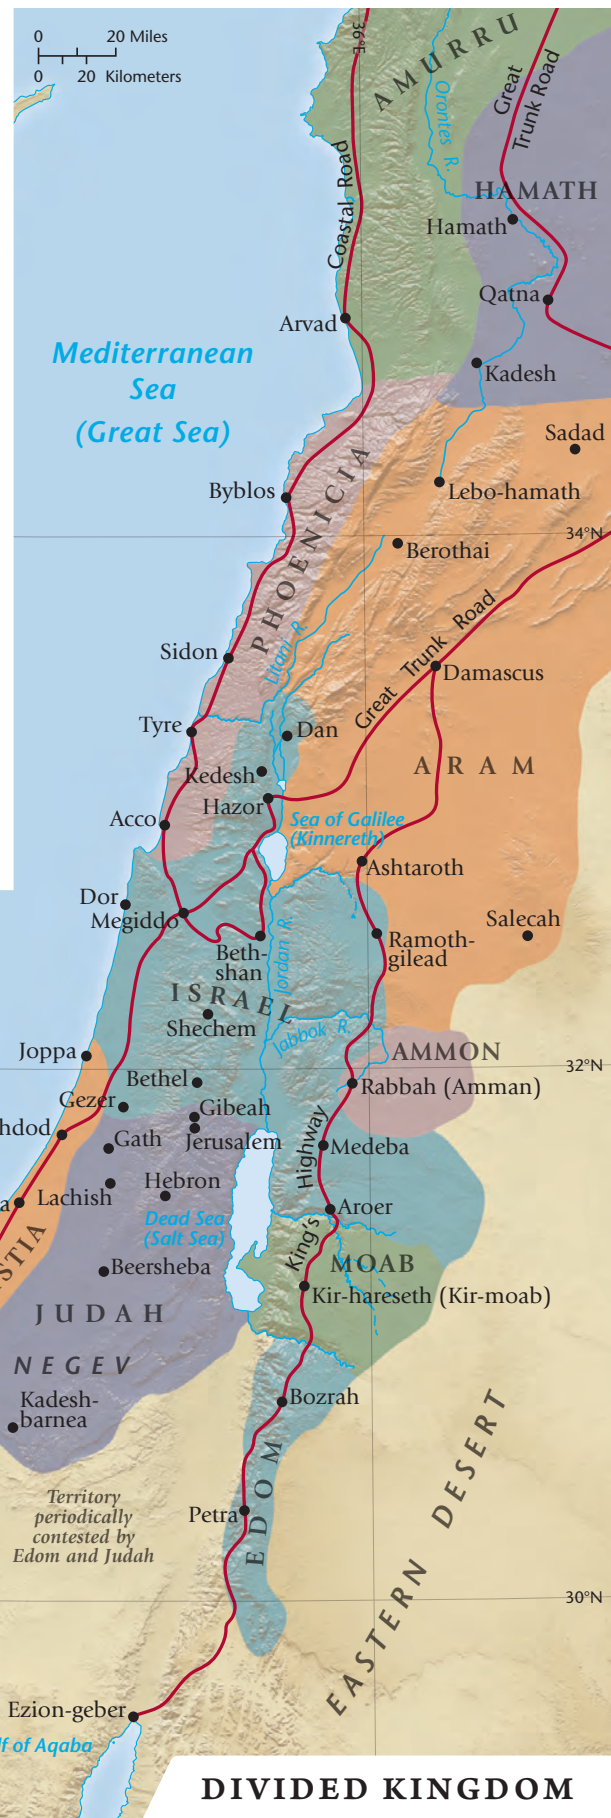 0 20 Miles
0 20 Kilometers
36°E
AMURRU
Orontes R.
Great
Trunk Road
HAMATH
Hamath
Coastal Road
Qatna
Arvad
Mediterranean
Sea
(Great Sea)
Kadesh
Sadad
Byblos
Lebo-hamath
PHOENICIA
34°N
Berothai
Litani R.
Sidon
Great Trunk Road
Damascus
Tyre
Dan
Kedesh
ARAM
Hazor
Acco
Sea of Galilee
(Kinnereth)
Ashtaroth
Dor
Megiddo
Salecah
Beth-
shan
Jordan R.
Ramoth-
gilead
ISRAEL
Shechem
Jabbok R.
Joppa
AMMON
32°N
Bethel
Rabbah (Amman)
Gezer
Gibeah
hdod
Gath
Jerusalem
Medeba
King's Highway
Hebron
a
Lachish
Dead Sea
(Salt Sea)
Aroer
STIA
MOAB
Beersheba
Kir-hareseth (Kir-moab)
JUDAH
NEGEV
Kadesh-
barnea
Bozrah
EDOM
EASTERN DESERT
Territory
periodically
contested by
Edom and Judah
Petra
30°N
Ezion-geber
lf of Aqaba
DIVIDED KINGDOM